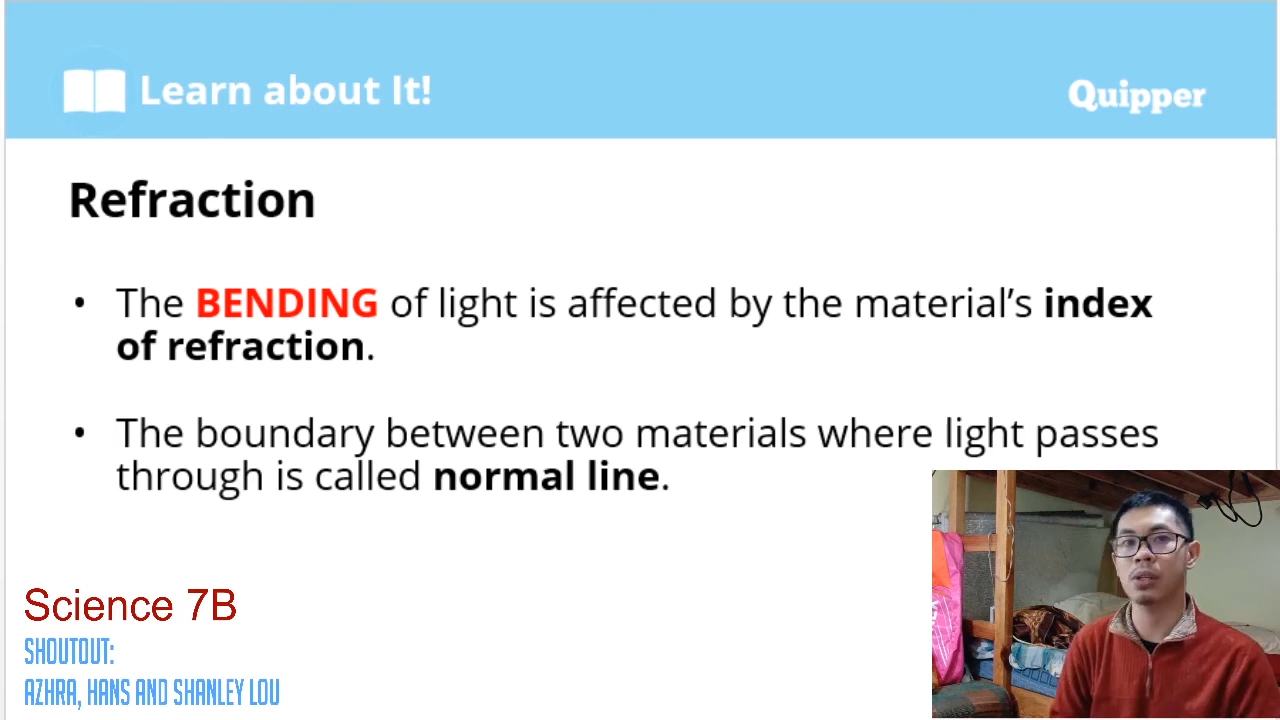 Learn about It!
Quipper
Refraction
• The BENDING of light is affected by the material’s index
of refraction.
• The boundary between two materials where light passes
through is called normal line.
Science 7B
SHOUTOUT:
AZHRA, HANS AND SHANLEY LOU